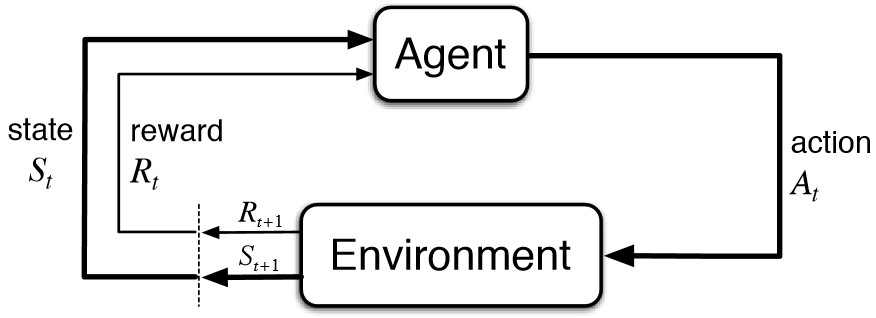 Agent
state
S_t
reward
R_t
action
A_t
R_{t+1}
S_{t+1}
Environment